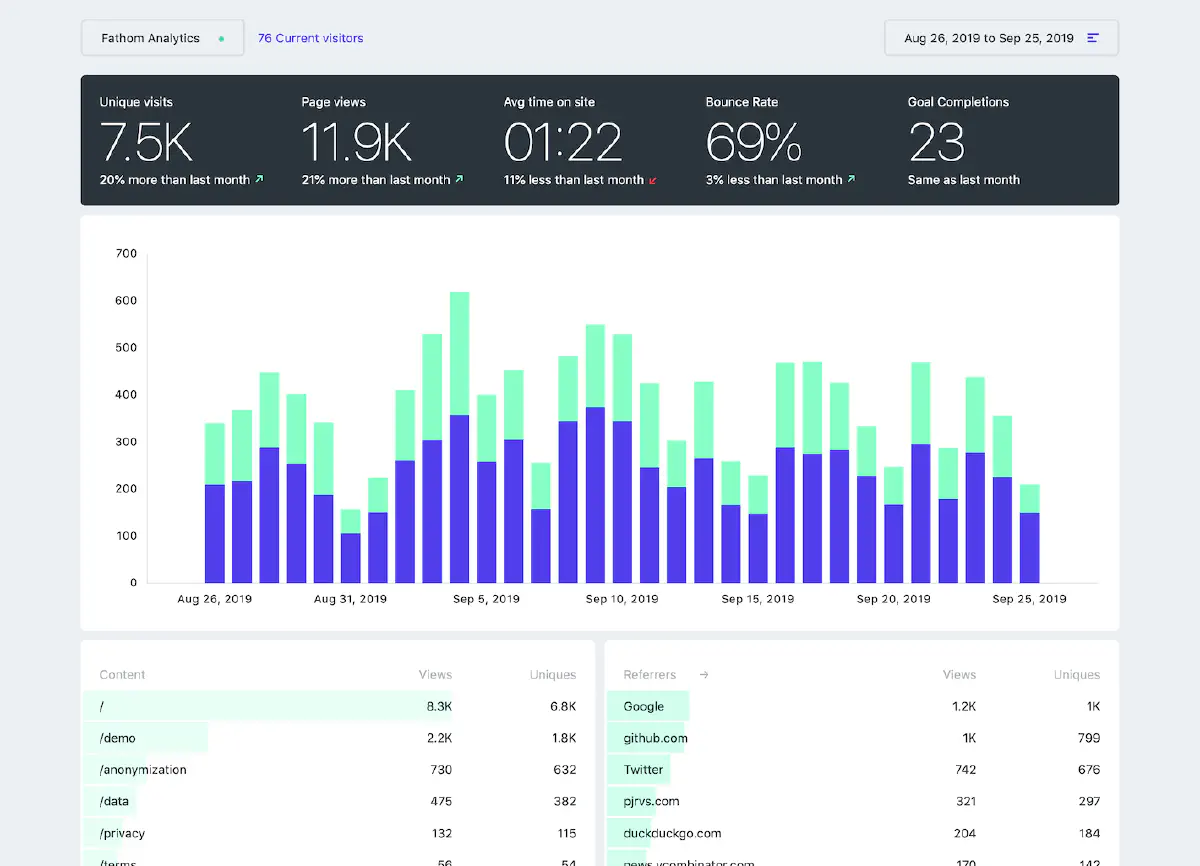 Fathom Analytics
76 Current visitors
Aug 26, 2019 to Sep 25, 2019
Unique visits
7.5K
20% more than last month
Page views
11.9K
21% more than last month
Avg time on site
01:22
11% less than last month
Bounce Rate
69%
3% less than last month
Goal Completions
23
Same as last month
700
600
500
400
300
200
100
0
Aug 26, 2019 Aug 31, 2019 Sep 5, 2019 Sep 10, 2019 Sep 15, 2019 Sep 20, 2019 Sep 25, 2019
Content Views Uniques
/ 8.3K 6.8K
/demo 2.2K 1.8K
/anonymization 730 632
/data 475 382
/privacy 132 115
/terms 56 54
Referrers → Views Uniques
Google 1.2K 1K
github.com 1K 799
Twitter 742 676
pjrvs.com 321 297
duckduckgo.com 204 184
news.ycombinator.com 170 142